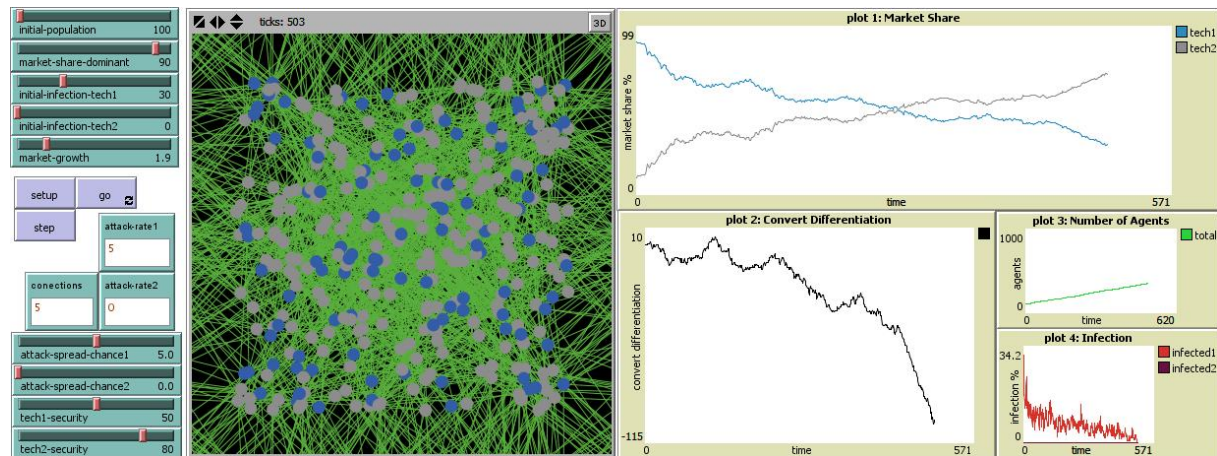 initial-population 100
market-share-dominant 90
initial-infection-tech1 30
initial-infection-tech2 0
market-growth 1.9
setup
go
step
attack-rate1
5
conections
5
attack-rate2
0
attack-spread-chance1 5.0
attack-spread-chance2 0.0
tech1-security 50
tech2-security 80
ticks: 503
3D
plot 1: Market Share
99
market share %
0
0
time
571
tech1
tech2
plot 2: Convert Differentiation
10
convert differentiation
-115
0
time
571
plot 3: Number of Agents
1000
agents
0
0
time
620
total
plot 4: Infection
34.2
infection %
0
0
time
571
infected1
infected2